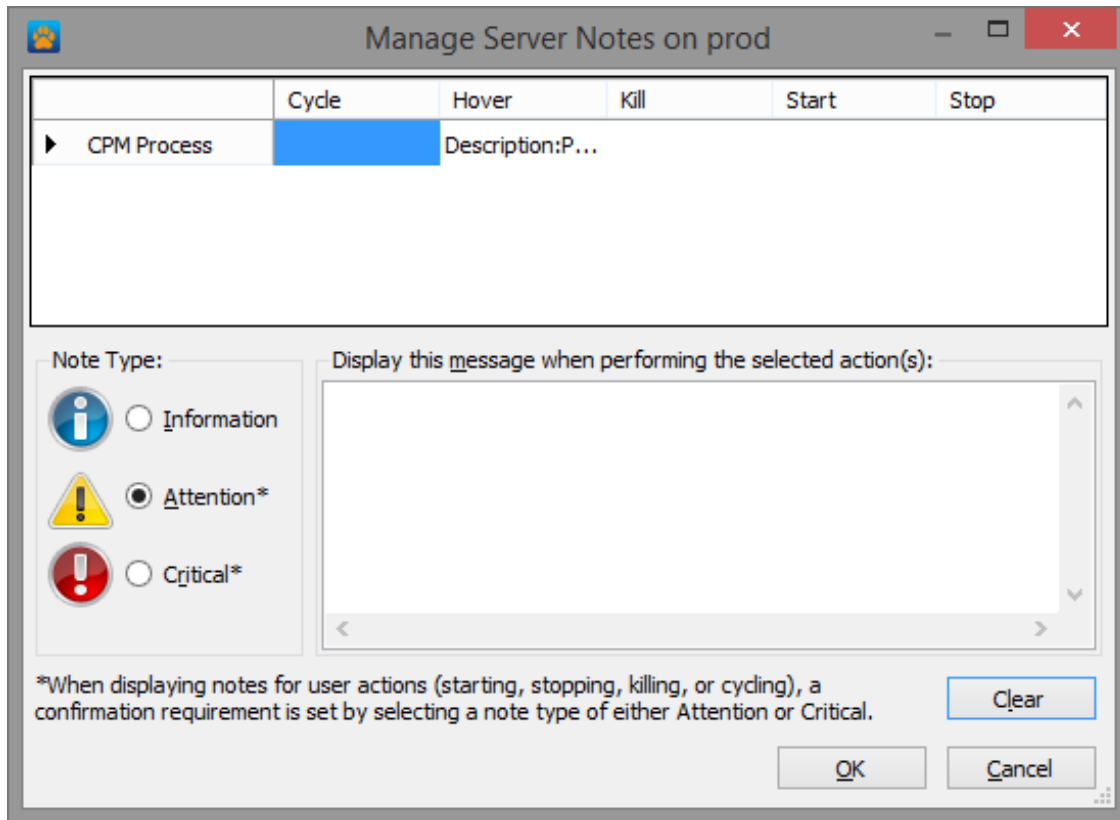 Manage Server Notes on prod
Cycle Hover Kill Start Stop
CPM Process Description:P...
Note Type:
Display this message when performing the selected action(s):
Information
Attention*
Critical*
*When displaying notes for user actions (starting, stopping, killing, or cycling), a
confirmation requirement is set by selecting a note type of either Attention or Critical.
Clear
OK Cancel